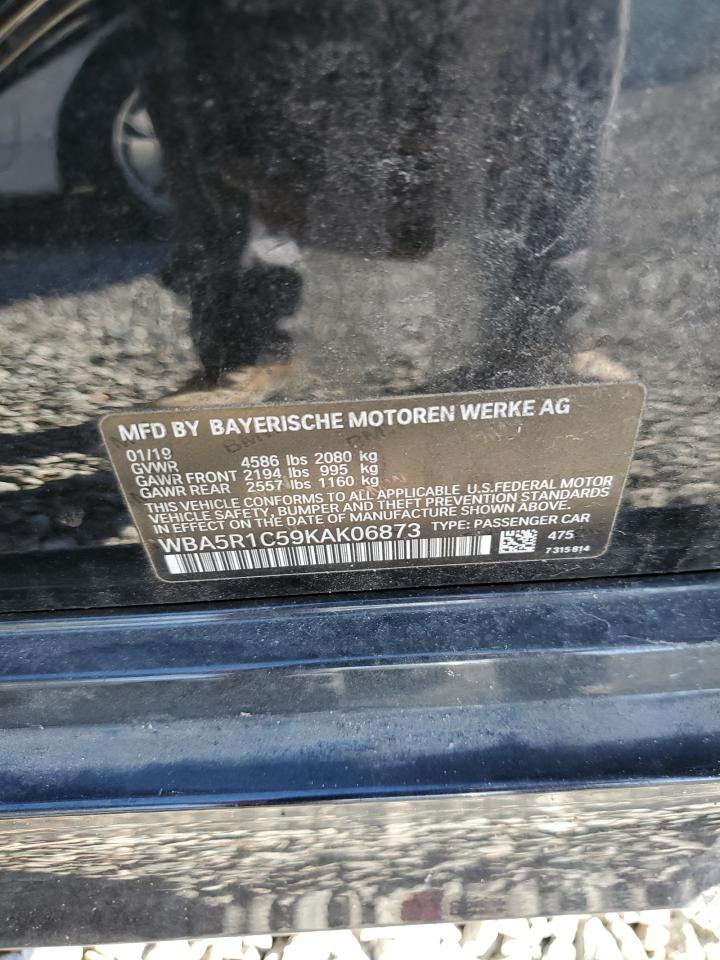 MFD BY BAYERISCHE MOTOREN WERKE AG
01/19
GVWR 4586 lbs 2080 kg
GAWR FRONT 2194 lbs 995 kg
GAWR REAR 2557 lbs 1160 kg
THIS VEHICLE CONFORMS TO ALL APPLICABLE U.S.FEDERAL MOTOR
VEHICLE SAFETY, BUMPER AND THEFT PREVENTION STANDARDS
IN EFFECT ON THE DATE OF MANUFACTURE SHOWN ABOVE.
WBA5R1C59KAK06873 TYPE: PASSENGER CAR
475
7 315 814